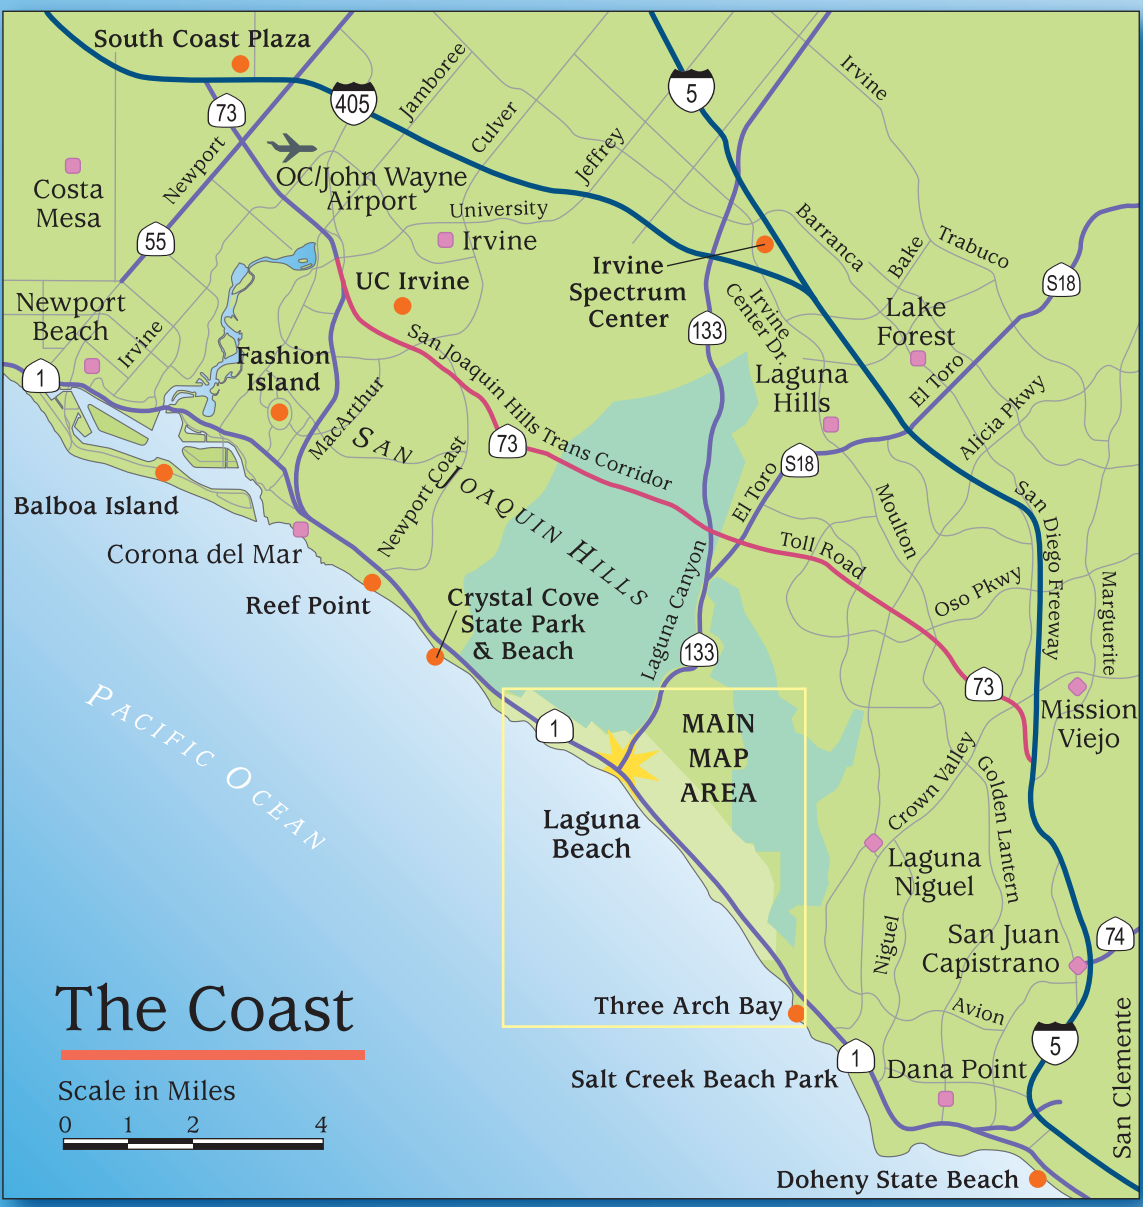 South Coast Plaza
405
5
73
Jamboree
Culver
Jeffrey
Irvine
Newport
OC/John Wayne
Airport
Costa
Mesa
55
University
Irvine
Barranca
Bake
Trabuco
S18
Irvine
Spectrum
Center
UC Irvine
Newport
Beach
Irvine
Irvine
Center Dr.
133
Lake
Forest
1
Fashion
Island
San Joaquin Hills Trans Corridor
73
Laguna
Hills
El Toro
Alicia Pkwy
MacArthur
SAN
JOAQUIN HILLS
Newport Coast
S18
El Toro
Balboa Island
Moulton
San Diego Freeway
Corona del Mar
Toll Road
Laguna Canyon
Reef Point
Crystal Cove
State Park
& Beach
Oso Pkwy
Marguerite
133
73
Mission
Viejo
PACIFIC OCEAN
1
MAIN
MAP
AREA
Crown Valley
Golden Lantern
Laguna
Beach
Laguna
Niguel
Niguel
San Juan
Capistrano
74
The Coast
Three Arch Bay
Avion
5
San Clemente
1
Dana Point
Salt Creek Beach Park
Scale in Miles
0 1 2 4
Doheny State Beach